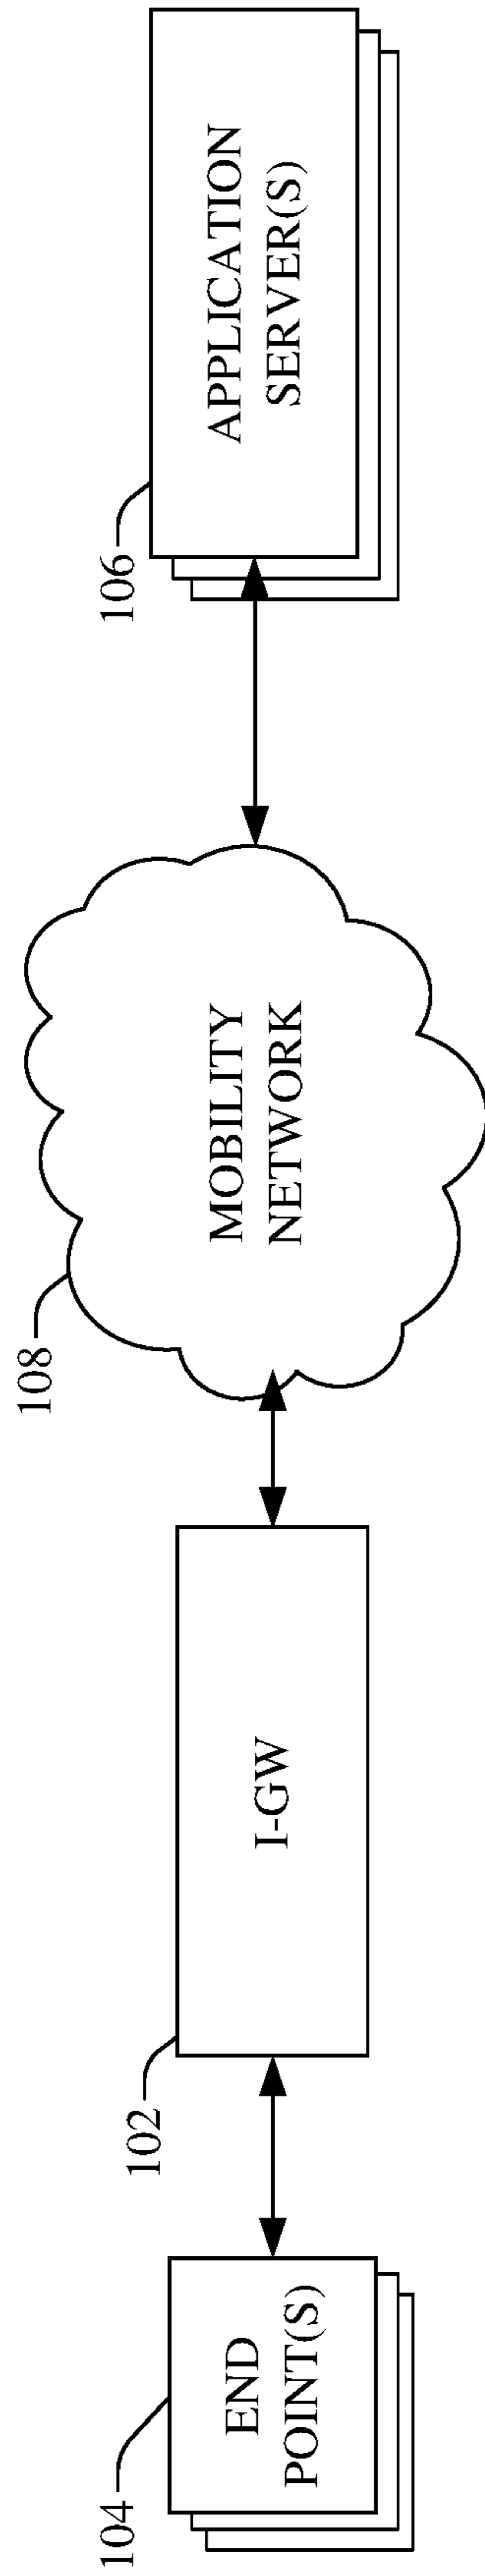 104
END
POINT(S)
102
I-GW
108
MOBILITY
NETWORK
106
APPLICATION
SERVER(S)